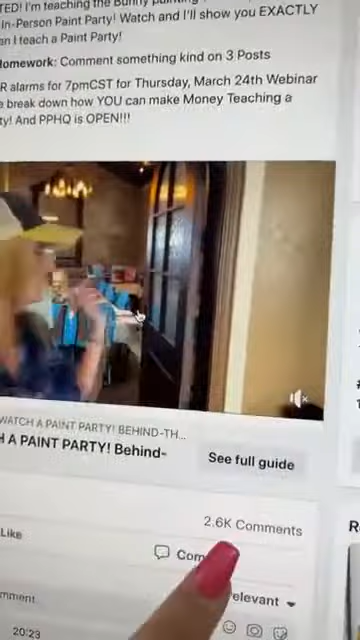 TED! I'm teaching the Bunny
In-Person Paint Party! Watch and I'll show you EXACTLY
n I teach a Paint Party!
omework: Comment something kind on 3 Posts
R alarms for 7pmCST for Thursday, March 24th Webinar
e break down how YOU can make Money Teaching a
ty! And PPHQ is OPEN!!!
WATCH A PAINT PARTY! BEHIND-TH...
H A PAINT PARTY! Behind-
See full guide
2.6K Comments
Like
Com
elevant
mment
20:23
R